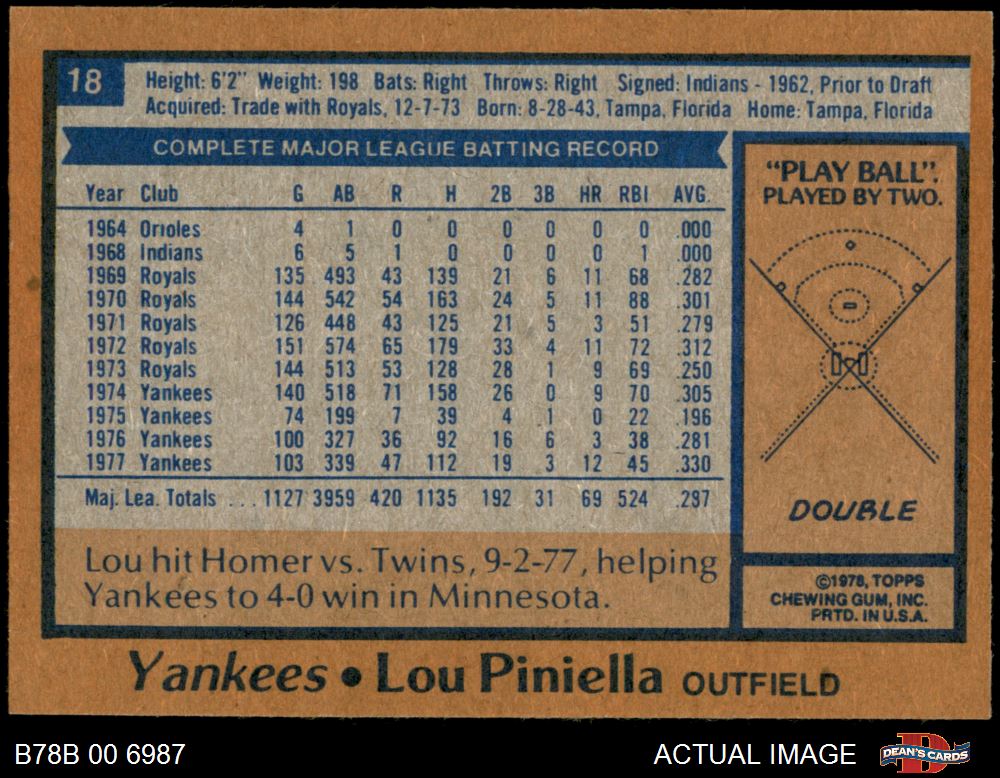 18
Height: 6'2" Weight: 198 Bats: Right Throws: Right Signed: Indians - 1962, Prior to Draft
Acquired: Trade with Royals, 12-7-73 Born: 8-28-43, Tampa, Florida Home: Tampa, Florida
COMPLETE MAJOR LEAGUE BATTING RECORD
Year Club G AB R H 2B 3B HR RBI AVG.
1964 Orioles 4 1 0 0 0 0 0 0 .000
1968 Indians 6 5 1 0 0 0 0 1 .000
1969 Royals 135 493 43 139 21 6 11 68 .282
1970 Royals 144 542 54 163 24 5 11 88 .301
1971 Royals 126 448 43 125 21 5 3 51 .279
1972 Royals 151 574 65 179 33 4 11 72 .312
1973 Royals 144 513 53 128 28 1 9 69 .250
1974 Yankees 140 518 71 158 26 0 9 70 .305
1975 Yankees 74 199 7 39 4 1 0 22 .196
1976 Yankees 100 327 36 92 16 6 3 38 .281
1977 Yankees 103 339 47 112 19 3 12 45 .330
Maj. Lea. Totals ... 1127 3959 420 1135 192 31 69 524 .287
Lou hit Homer vs. Twins, 9-2-77, helping
Yankees to 4-0 win in Minnesota.
"PLAY BALL".
PLAYED BY TWO.
DOUBLE
©1978, TOPPS
CHEWING GUM, INC.
PRTD. IN U.S.A.
Yankees • Lou Piniella OUTFIELD
B78B 00 6987
ACTUAL IMAGE
DEAN'S CARDS